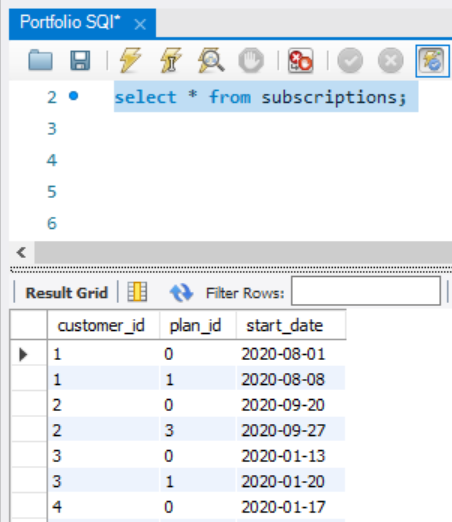 Portfolio SQl* ×
2 select * from subscriptions;
3
4
5
6
Result Grid Filter Rows:
customer_id plan_id start_date
1 0 2020-08-01
1 1 2020-08-08
2 0 2020-09-20
2 3 2020-09-27
3 0 2020-01-13
3 1 2020-01-20
4 0 2020-01-17